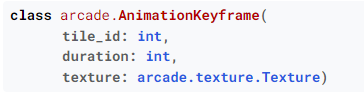 class arcade.AnimationKeyframe(
tile_id: int,
duration: int,
texture: arcade.texture.Texture)